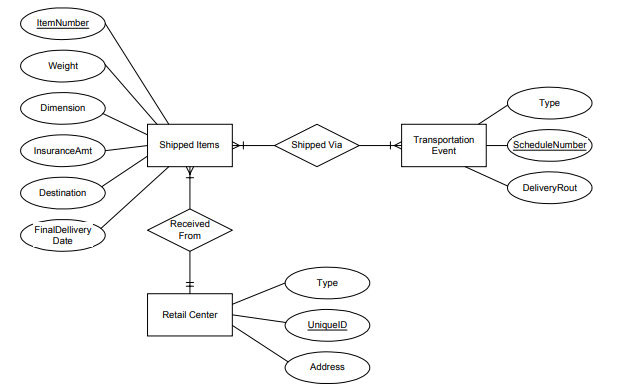 ItemNumber
Weight
Dimension
InsuranceAmt
Destination
FinalDellivery
Date
Shipped Items
Shipped Via
Transportation
Event
Type
ScheduleNumber
DeliveryRout
Received
From
Retail Center
Type
UniqueID
Address